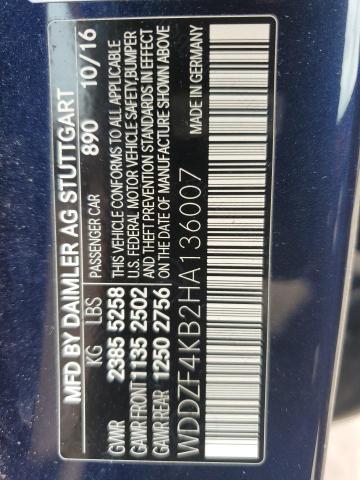 MFD BY DAIMLER AG STUTTGART
KG LBS PASSENGER CAR 890 10/16
GVWR 2385 5258
GAWR FRONT 1135 2502
GAWR REAR 1250 2756
THIS VEHICLE CONFORMS TO ALL APPLICABLE
U.S. FEDERAL MOTOR VEHICLE SAFETY,BUMPER
AND THEFT PREVENTION STANDARDS IN EFFECT
ON THE DATE OF MANUFACTURE SHOWN ABOVE
WDDZF4KB2HA136007 MADE IN GERMANY